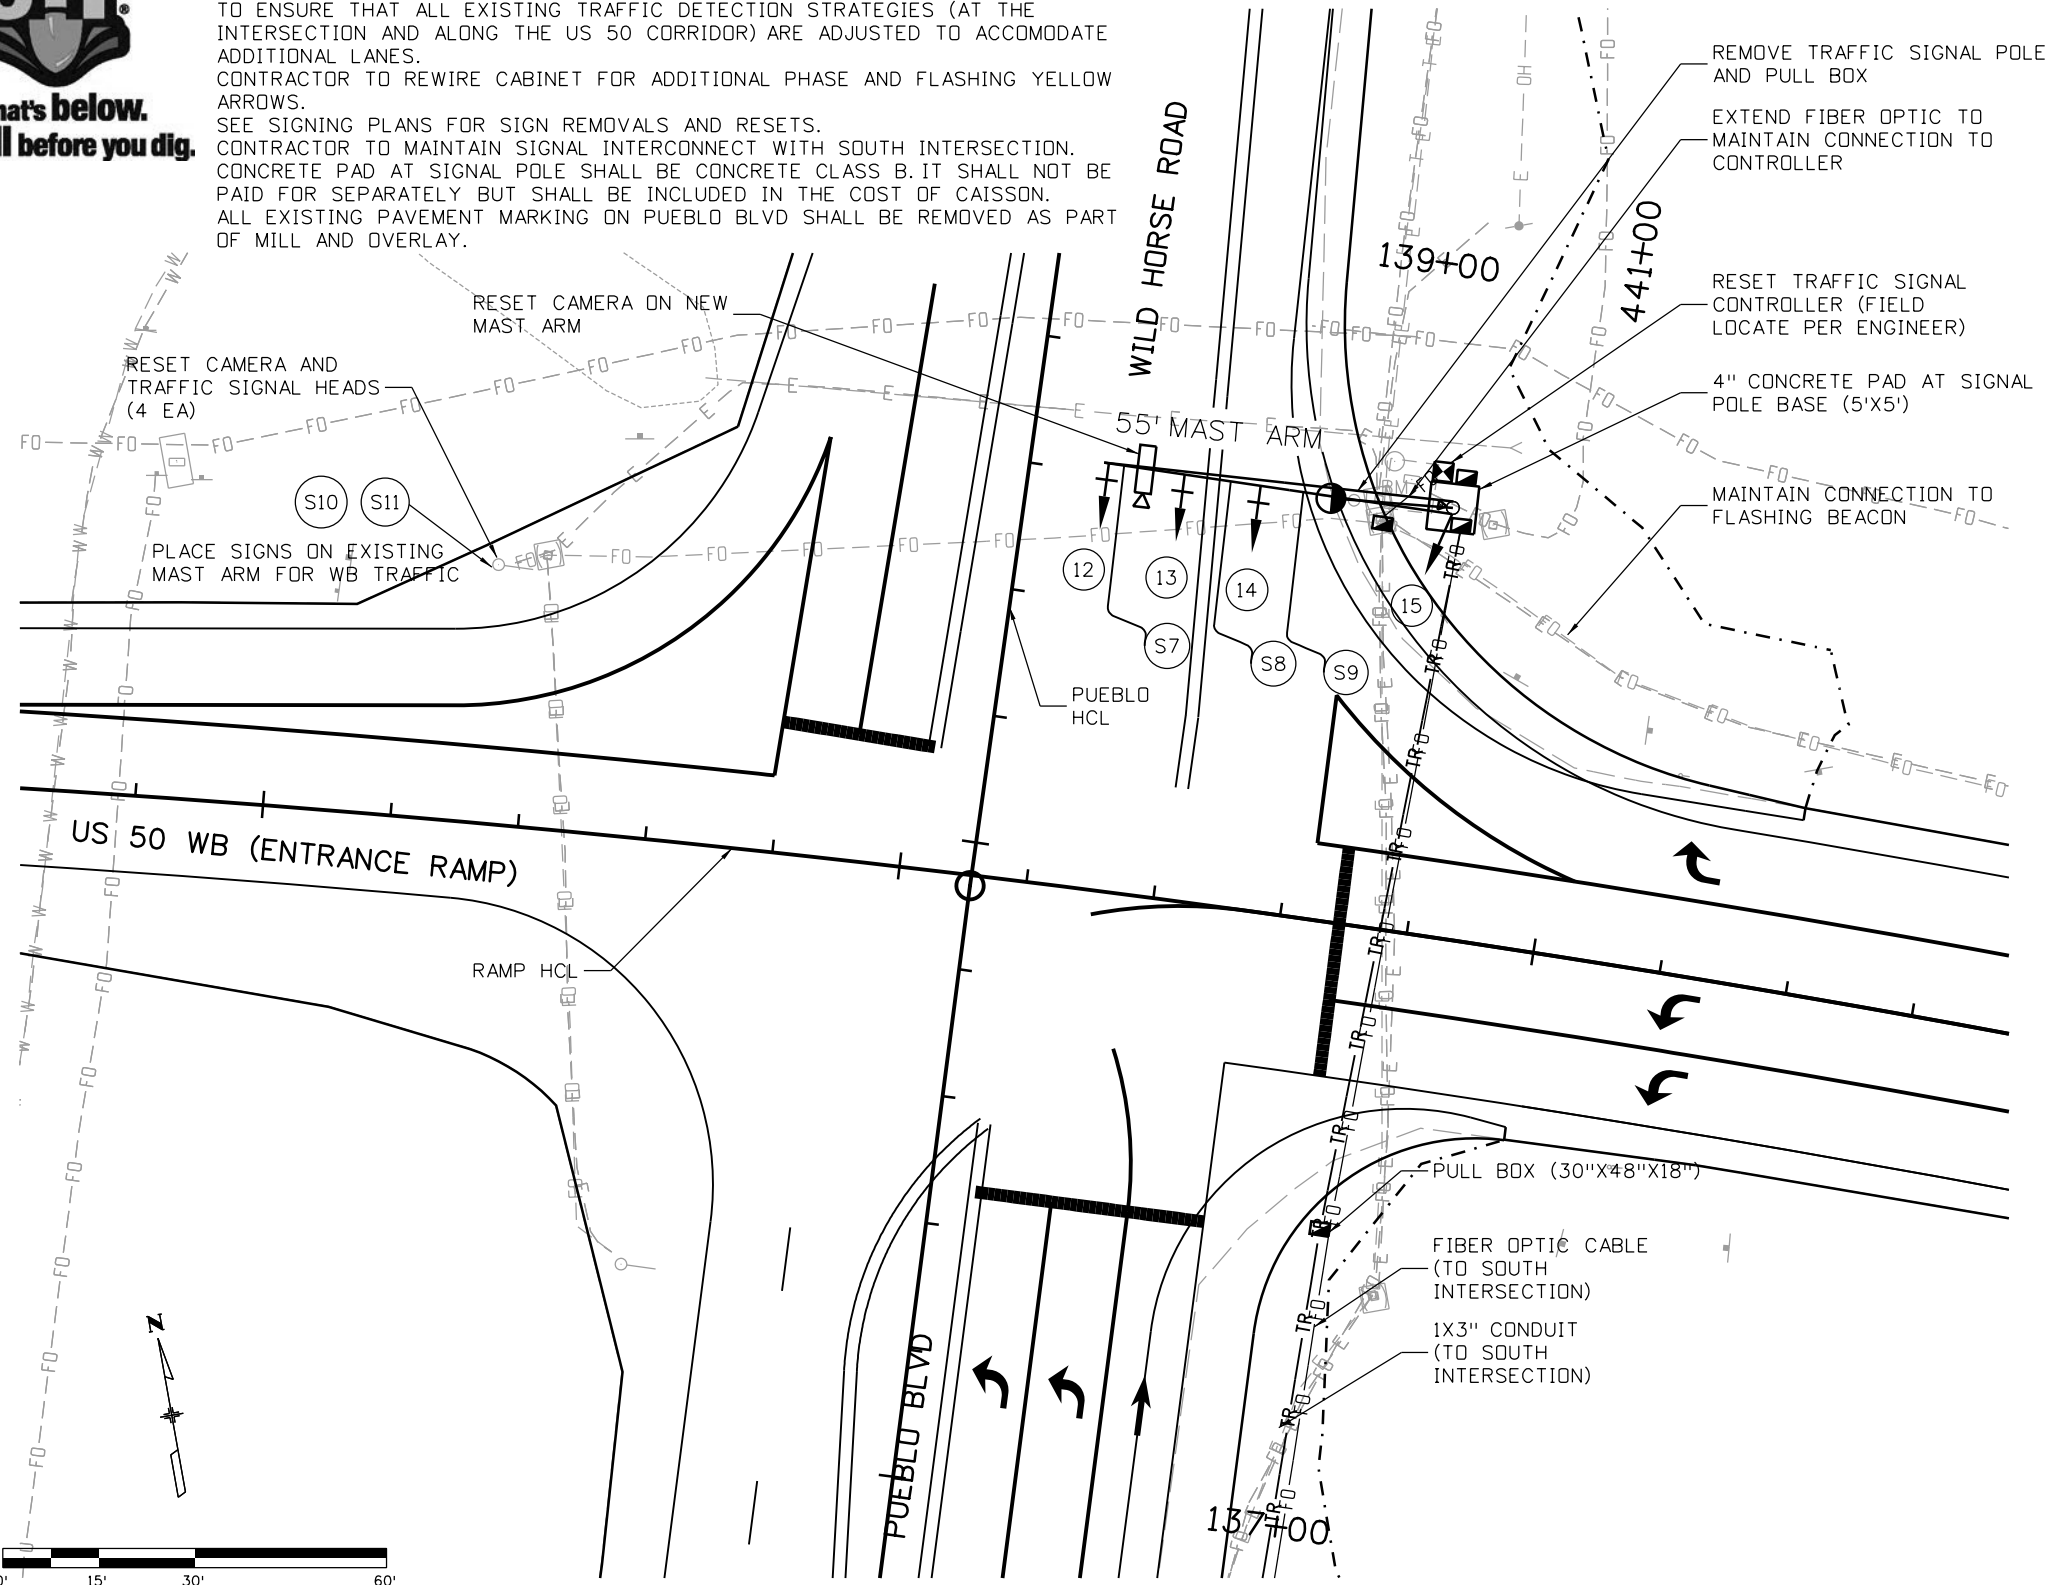 TO ENSURE THAT ALL EXISTING TRAFFIC DETECTION STRATEGIES (AT THE
INTERSECTION AND ALONG THE US 50 CORRIDOR) ARE ADJUSTED TO ACCOMODATE
ADDITIONAL LANES.
CONTRACTOR TO REWIRE CABINET FOR ADDITIONAL PHASE AND FLASHING YELLOW
ARROWS.
SEE SIGNING PLANS FOR SIGN REMOVALS AND RESETS.
CONTRACTOR TO MAINTAIN SIGNAL INTERCONNECT WITH SOUTH INTERSECTION.
CONCRETE PAD AT SIGNAL POLE SHALL BE CONCRETE CLASS B. IT SHALL NOT BE
PAID FOR SEPARATELY BUT SHALL BE INCLUDED IN THE COST OF CAISSON.
ALL EXISTING PAVEMENT MARKING ON PUEBLO BLVD SHALL BE REMOVED AS PART
OF MILL AND OVERLAY.
®
below.
before you dig.
REMOVE TRAFFIC SIGNAL POLE
AND PULL BOX
EXTEND FIBER OPTIC TO
MAINTAIN CONNECTION TO
CONTROLLER
WILD HORSE ROAD
139+00
441+00
RESET TRAFFIC SIGNAL
CONTROLLER (FIELD
LOCATE PER ENGINEER)
4" CONCRETE PAD AT SIGNAL
POLE BASE (5'X5')
MAINTAIN CONNECTION TO
FLASHING BEACON
RESET CAMERA ON NEW
MAST ARM
RESET CAMERA AND
TRAFFIC SIGNAL HEADS
(4 EA)
S10
S11
PLACE SIGNS ON EXISTING
MAST ARM FOR WB TRAFFIC
55' MAST ARM
12
13
14
15
S7
S8
S9
PUEBLO
HCL
US 50 WB (ENTRANCE RAMP)
RAMP HCL
PULL BOX (30"X48"X18")
FIBER OPTIC CABLE
(TO SOUTH
INTERSECTION)
1X3" CONDUIT
(TO SOUTH
INTERSECTION)
PUEBLO BLVD
137+00
N
0'
15'
30'
60'
FO
W
E
OH
TR